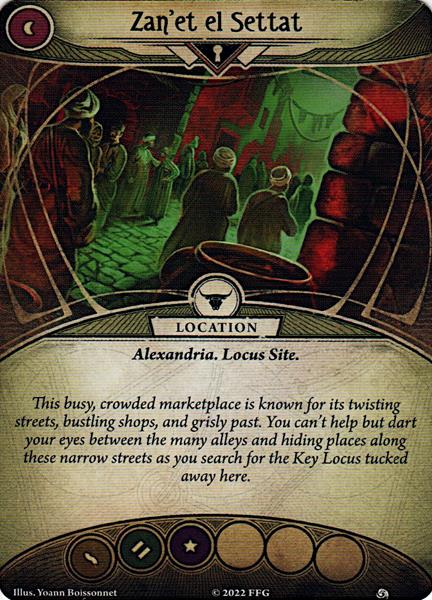 Zan'et el Settat
LOCATION
Alexandria. Locus Site.
This busy, crowded marketplace is known for its twisting
streets, bustling shops, and grisly past. You can't help but dart
your eyes between the many alleys and hiding places along
these narrow streets as you search for the Key Locus tucked
away here.
Illus. Yoann Boissonnet © 2022 FFG